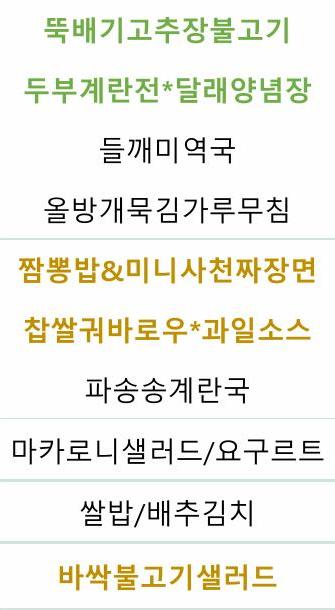 뚝배기고추장불고기
두부계란전*달래양념장
들깨미역국
올방개묵김가루무침
짬뽕밥&미니사천짜장면
찹쌀궈바로우*과일소스
파송송계란국
마카로니샐러드/요구르트
쌀밥/배추김치
바싹불고기샐러드